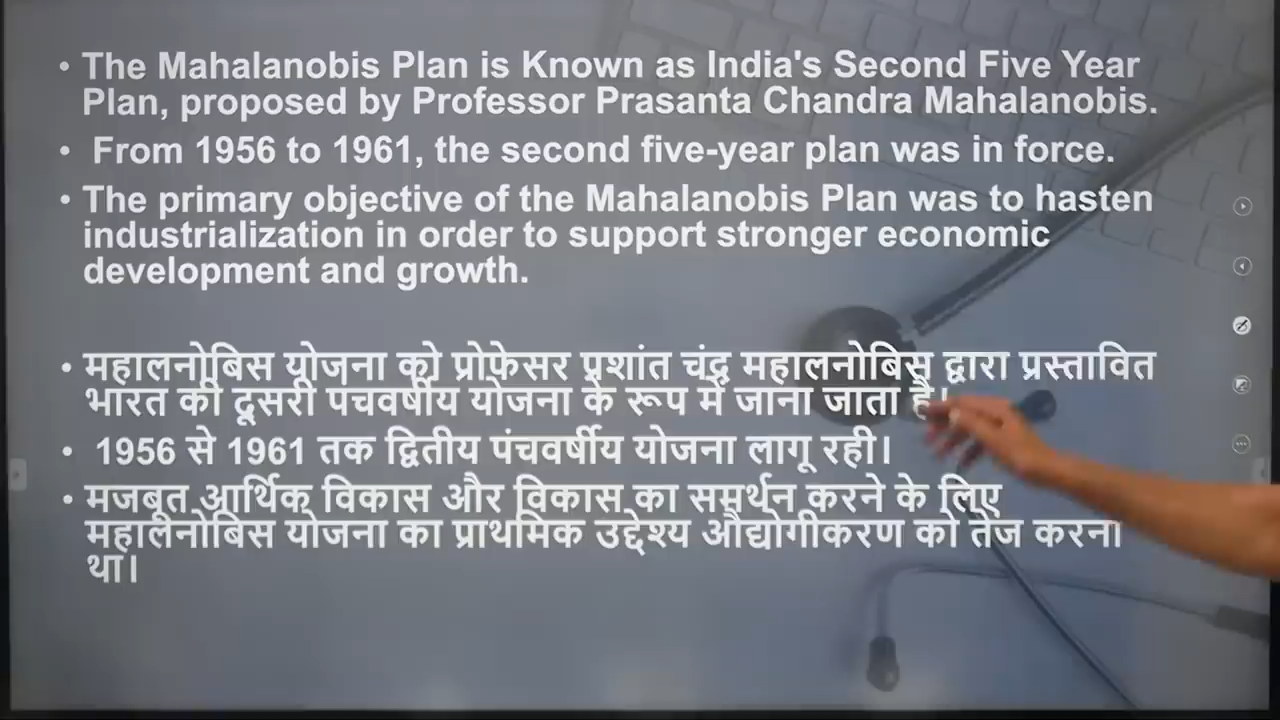 • The Mahalanobis Plan is Known as India's Second Five Year
Plan, proposed by Professor Prasanta Chandra Mahalanobis.
• From 1956 to 1961, the second five-year plan was in force.
• The primary objective of the Mahalanobis Plan was to hasten
industrialization in order to support stronger economic
development and growth.
• महालनोबिस योजना को प्रोफेसर प्रशांत चंद्र महालनोबिस द्वारा प्रस्तावित
भारत की दूसरी पंचवर्षीय योजना के रूप में जाना जाता है।
• 1956 से 1961 तक द्वितीय पंचवर्षीय योजना लागू रही।
• मजबूत आर्थिक विकास और विकास का समर्थन करने के लिए
महालनोबिस योजना का प्राथमिक उद्देश्य औद्योगीकरण को तेज करना
था।